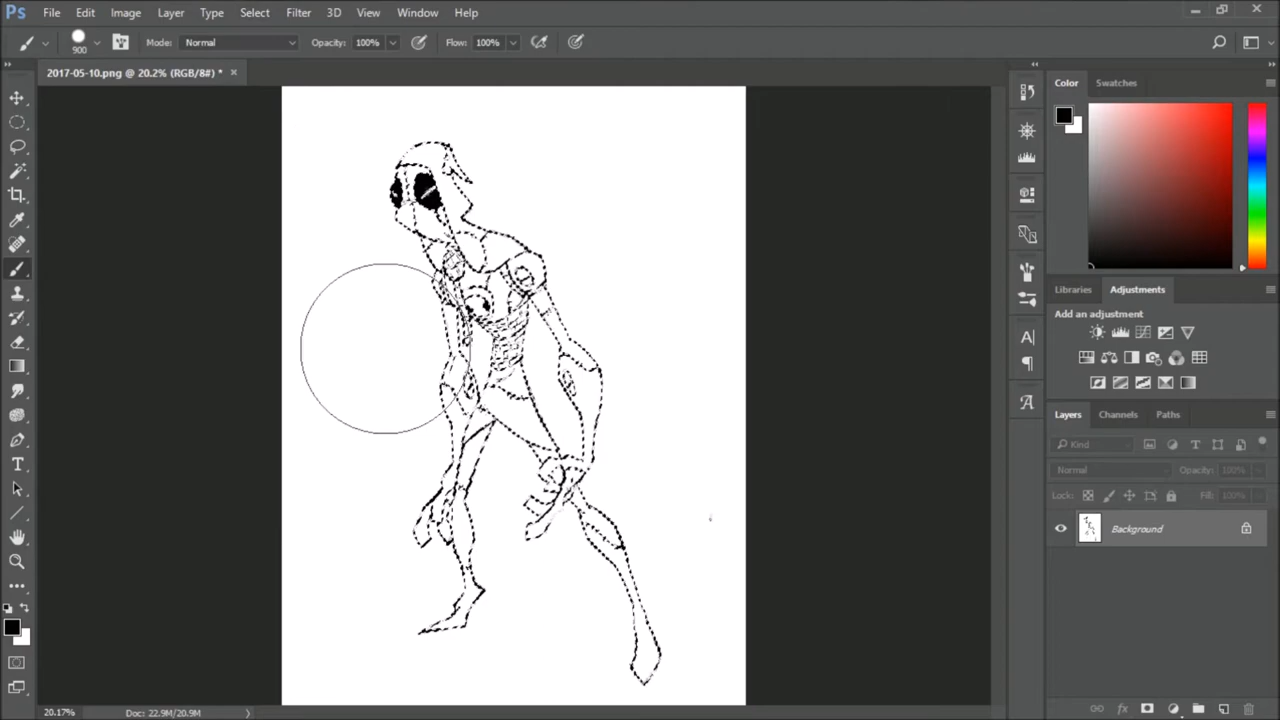 Ps File Edit Image Layer Type Select Filter 3D View Window Help
900 Mode: Normal Opacity: 100% Flow: 100%
2017-05-10.png @ 20.2% (RGB/8#) * ×
Color Swatches
Libraries Adjustments
Add an adjustment
Layers Channels Paths
Kind
Normal Opacity: 100%
Lock: Fill: 100%
Background
20.17% Doc: 22.9M/20.9M